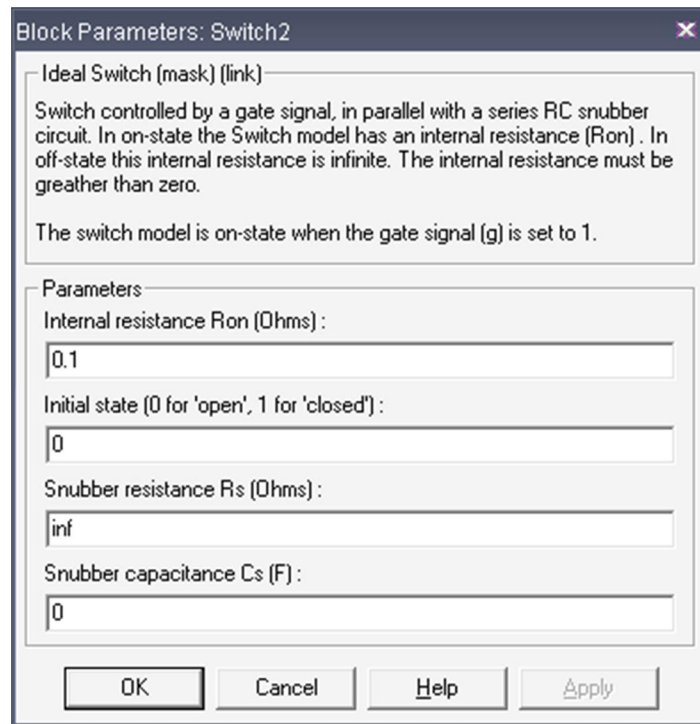 Block Parameters: Switch2
Ideal Switch (mask) (link)
Switch controlled by a gate signal, in parallel with a series RC snubber
circuit. In on-state the Switch model has an internal resistance (Ron) . In
off-state this internal resistance is infinite. The internal resistance must be
greather than zero.
The switch model is on-state when the gate signal (g) is set to 1.
Parameters
Internal resistance Ron (Ohms) :
0.1
Initial state (0 for 'open', 1 for 'closed') :
0
Snubber resistance Rs (Ohms) :
inf
Snubber capacitance Cs (F) :
0
OK Cancel Help Apply